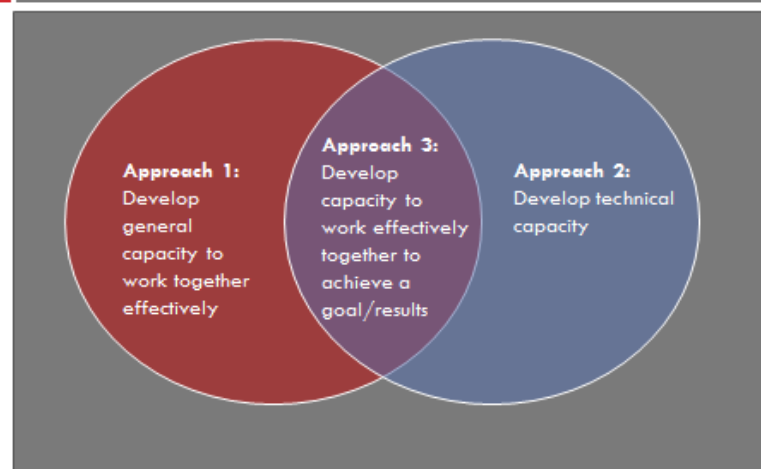 Approach 1:
Develop
general
capacity to
work together
effectively
Approach 3:
Develop
capacity to
work effectively
together to
achieve a
goal/results
Approach 2:
Develop technical
capacity